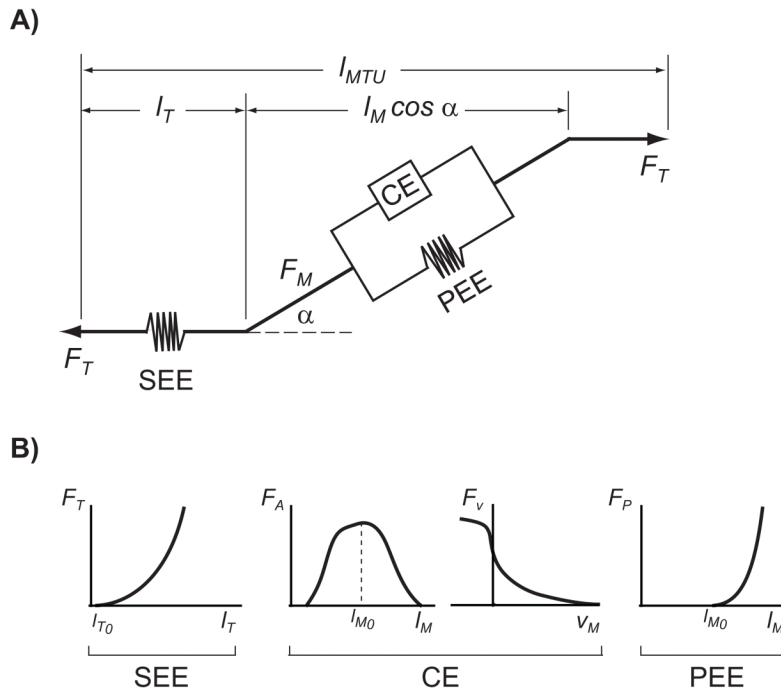 A)
l_MTU
l_T
l_M cos α
CE
F_T
F_M
PEE
α
F_T
SEE
B)
F_T
F_A
F_v
F_P
l_T0
l_T
l_M0
l_M
v_M
l_M0
l_M
SEE
CE
PEE